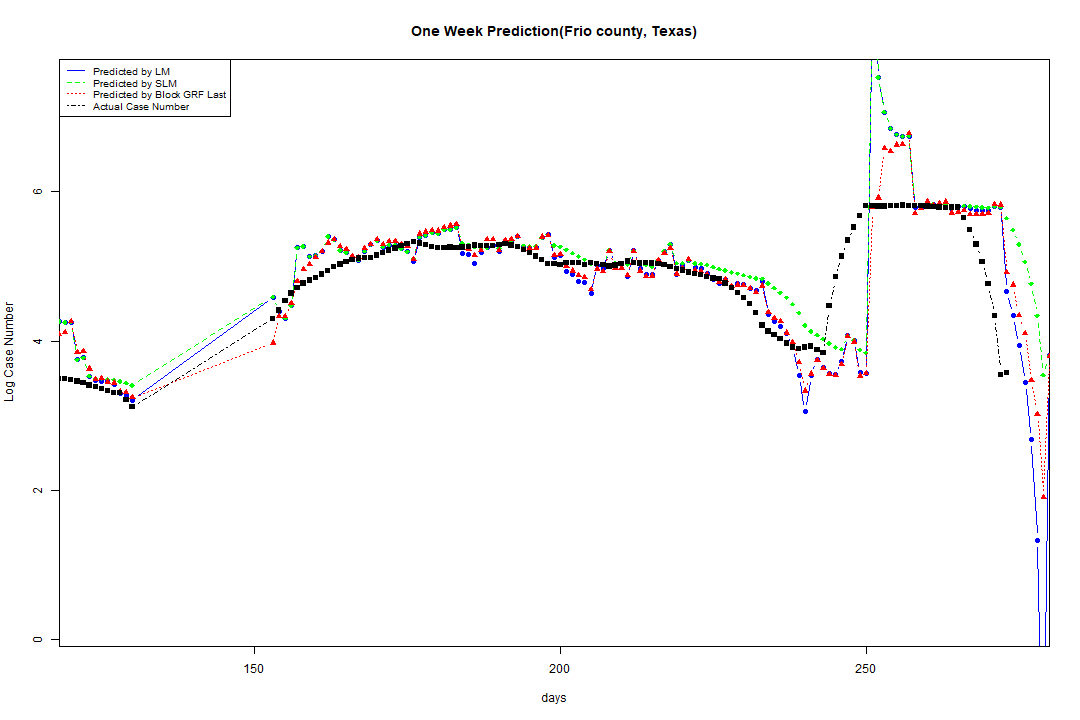 One Week Prediction(Frio county, Texas)
Predicted by LM
Predicted by SLM
Predicted by Block GRF Last
Actual Case Number
Log Case Number
6
4
2
0
150
200
250
days